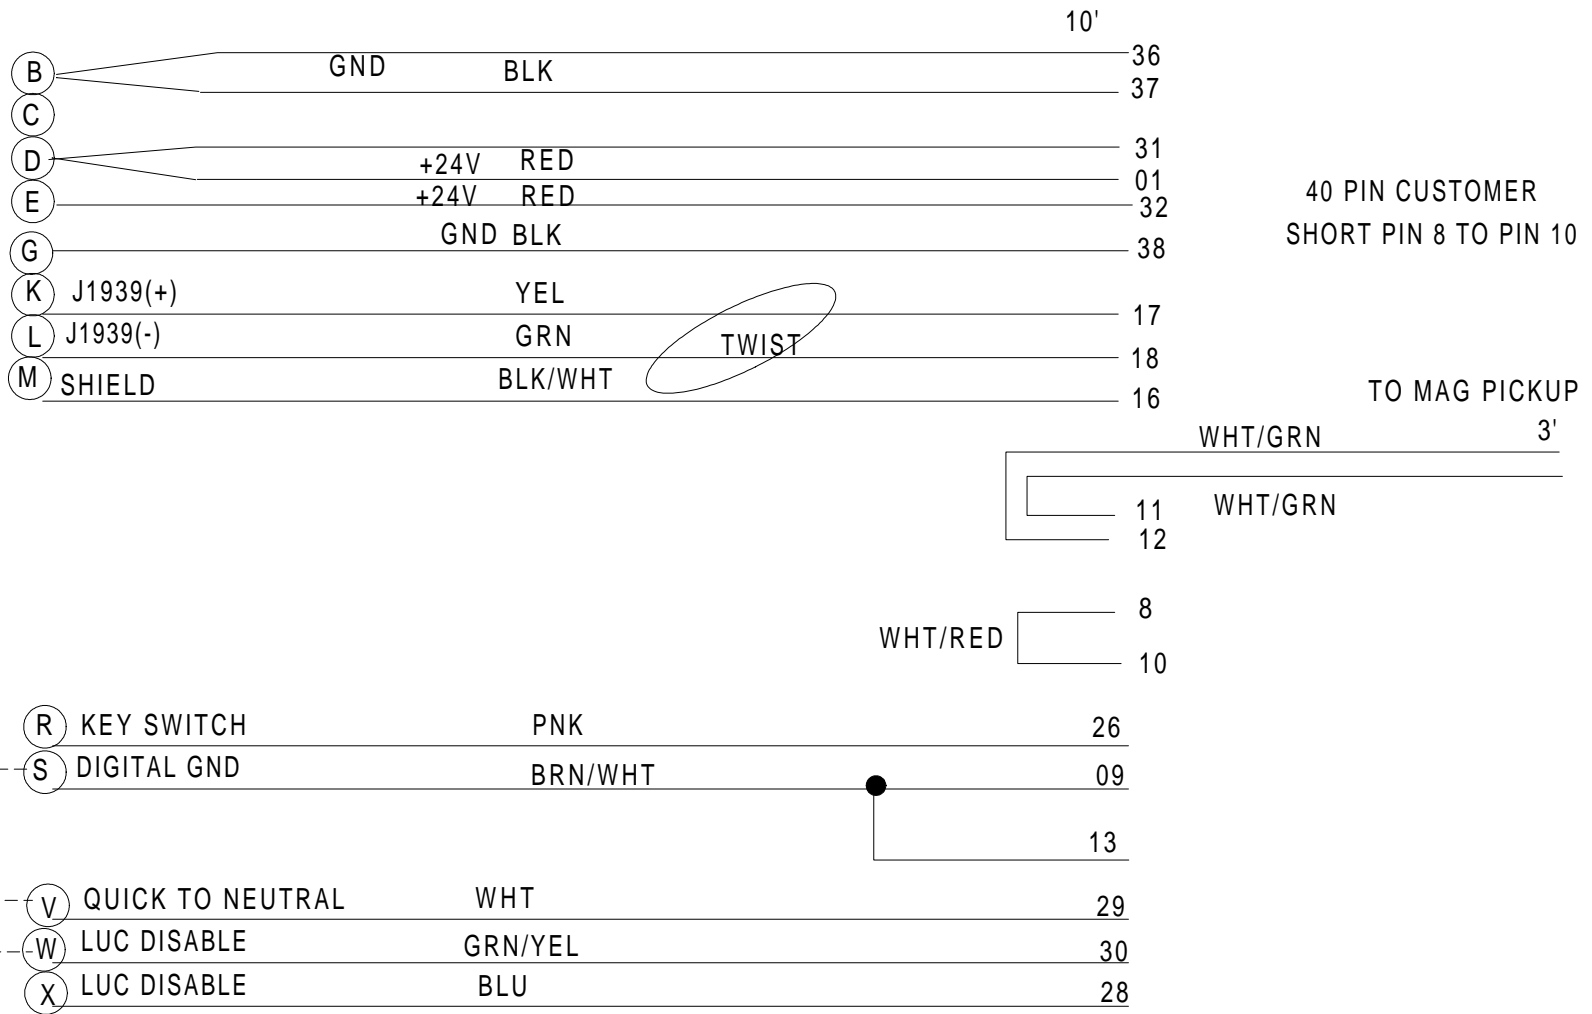 10'
B GND BLK 36
37
C
D +24V RED 31
01
E +24V RED 32
40 PIN CUSTOMER
SHORT PIN 8 TO PIN 10
G GND BLK 38
K J1939(+) YEL 17
L J1939(-) GRN TWIST 18
M SHIELD BLK/WHT 16
TO MAG PICKUP
WHT/GRN 3'
11 WHT/GRN
12
8
WHT/RED
10
R KEY SWITCH PNK 26
S DIGITAL GND BRN/WHT 09
13
V QUICK TO NEUTRAL WHT 29
W LUC DISABLE GRN/YEL 30
X LUC DISABLE BLU 28